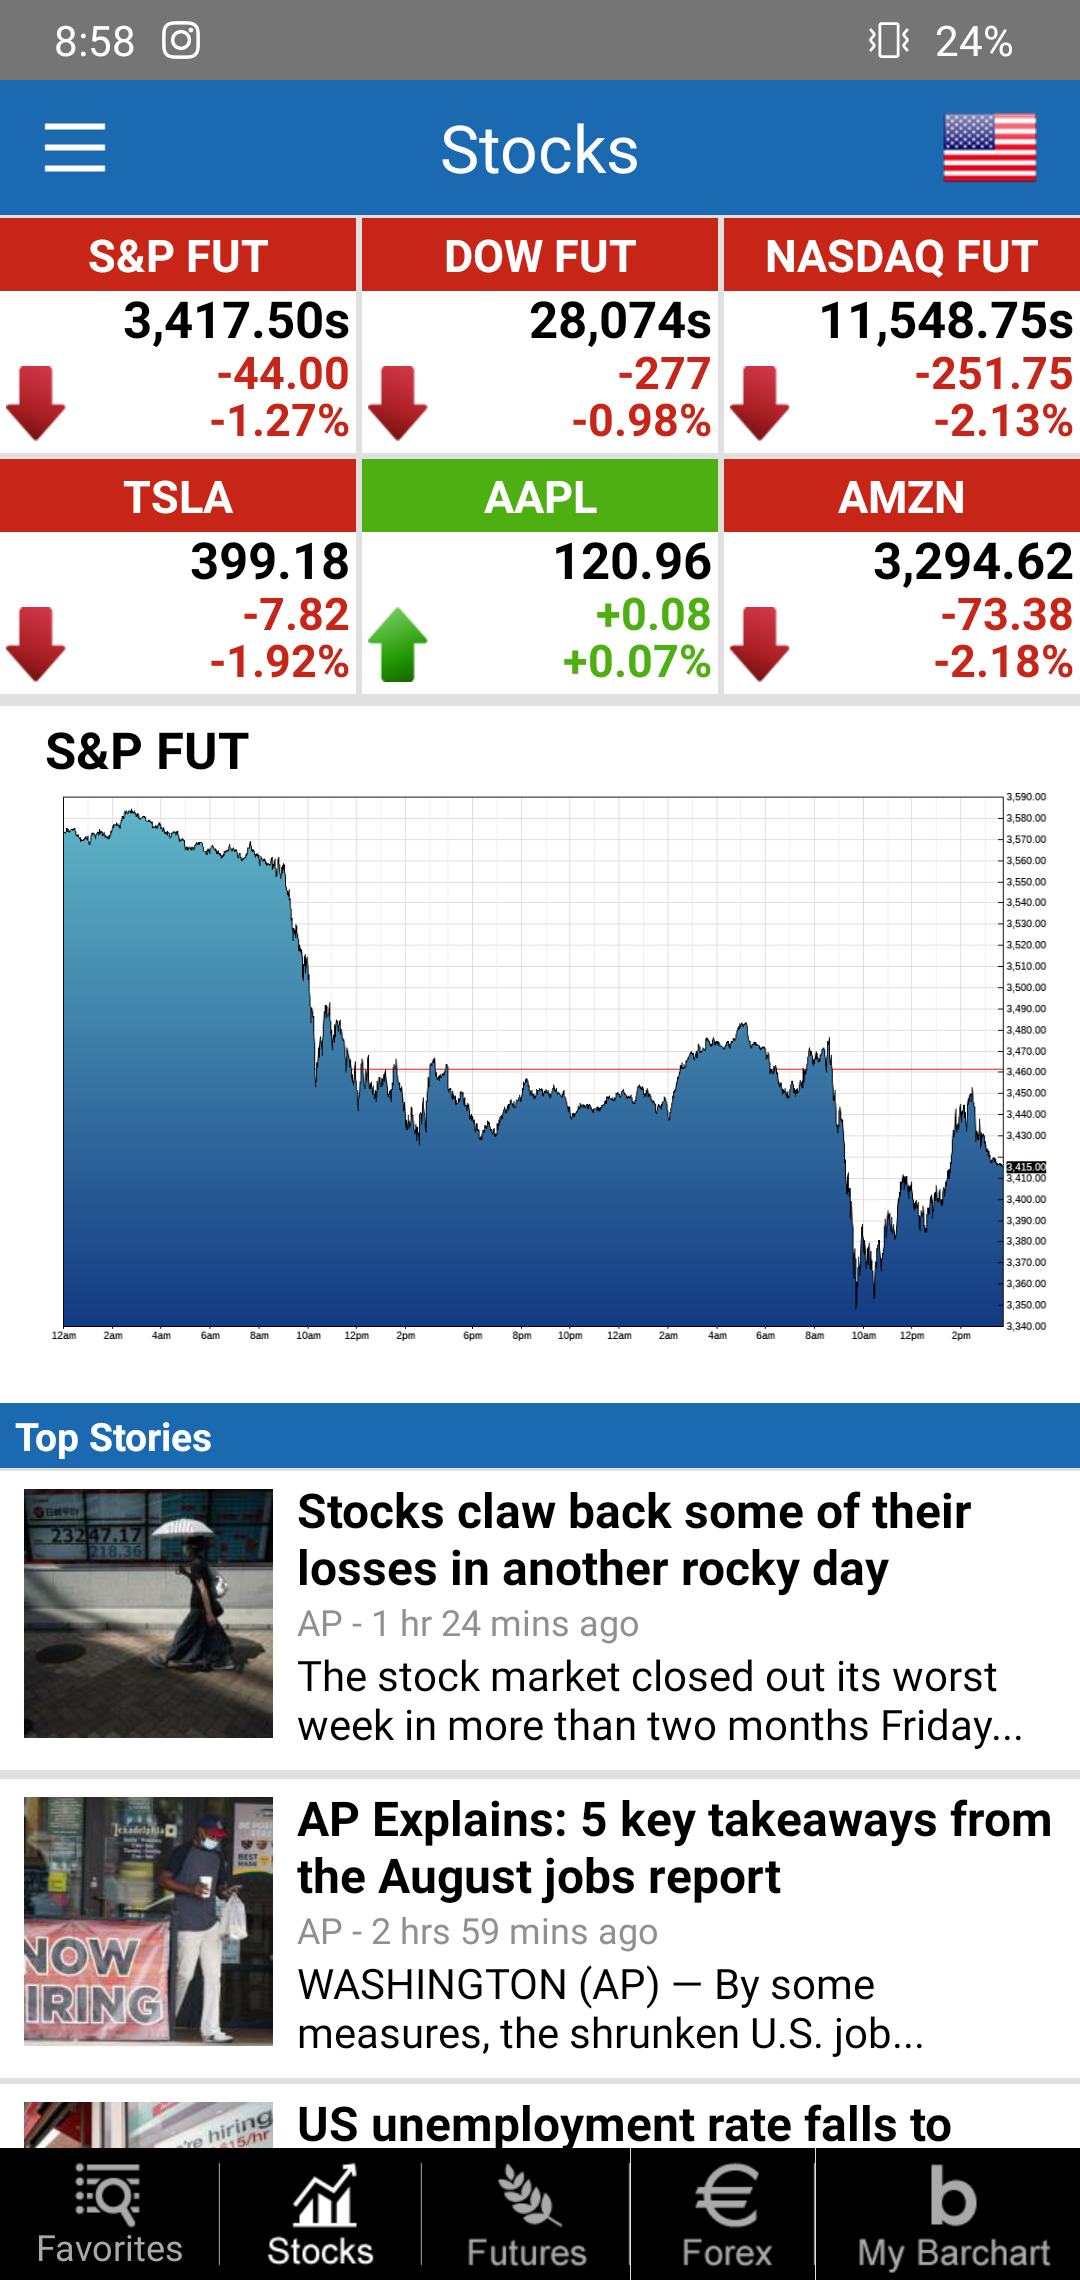 8:58 24%
Stocks
S&P FUT DOW FUT NASDAQ FUT
3,417.50s 28,074s 11,548.75s
-44.00 -277 -251.75
-1.27% -0.98% -2.13%
TSLA AAPL AMZN
399.18 120.96 3,294.62
-7.82 +0.08 -73.38
-1.92% +0.07% -2.18%
S&P FUT
3,590.00
3,580.00
3,570.00
3,560.00
3,550.00
3,540.00
3,530.00
3,520.00
3,510.00
3,500.00
3,490.00
3,480.00
3,470.00
3,460.00
3,450.00
3,440.00
3,430.00
3,415.00
3,410.00
3,400.00
3,390.00
3,380.00
3,370.00
3,360.00
3,350.00
3,340.00
12am 2am 4am 6am 8am 10am 12pm 2pm 6pm 8pm 10pm 12am 2am 4am 6am 8am 10am 12pm 2pm
Top Stories
23247.17
218.36
Stocks claw back some of their
losses in another rocky day
AP - 1 hr 24 mins ago
The stock market closed out its worst
week in more than two months Friday...
NOW
IRING
AP Explains: 5 key takeaways from
the August jobs report
AP - 2 hrs 59 mins ago
WASHINGTON (AP) — By some
measures, the shrunken U.S. job...
're hiring
$15/hr
US unemployment rate falls to
Favorites Stocks Futures Forex My Barchart